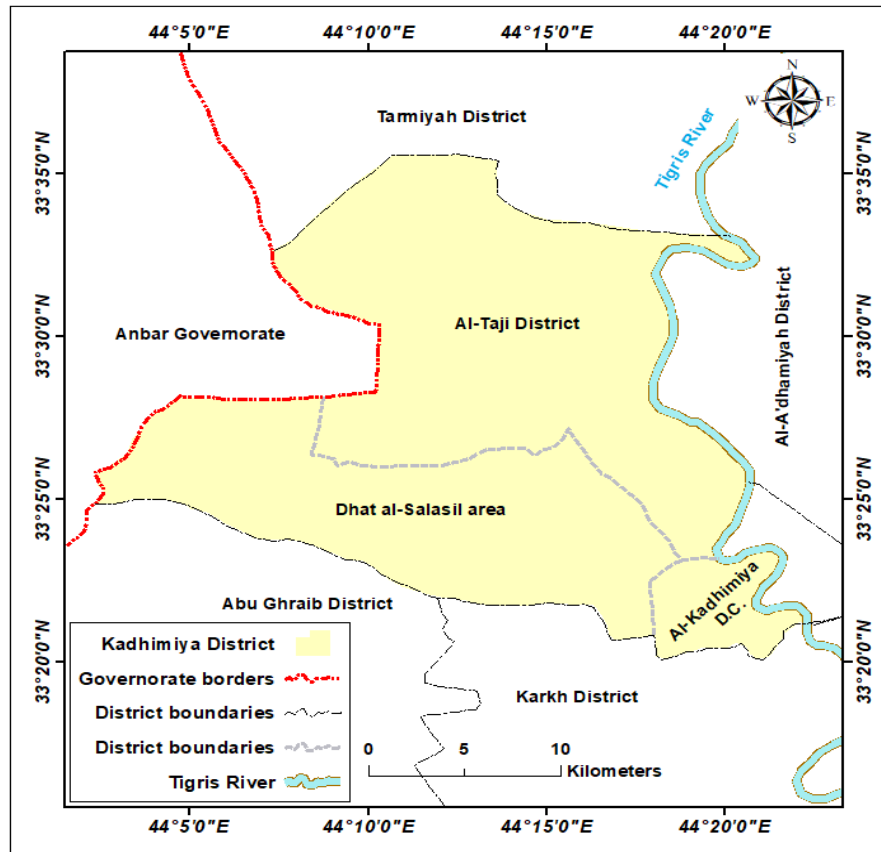 44°5'0"E 44°10'0"E 44°15'0"E 44°20'0"E
N
W E
S
Tarmiyah District
Tigris River
33°35'0"N 33°35'0"N
Anbar Governorate
Al-Taji District
33°30'0"N 33°30'0"N
Al-A'dhamiyah District
33°25'0"N 33°25'0"N
Dhat al-Salasil area
Al-Kadhimiya
D.C.
Abu Ghraib District
33°20'0"N 33°20'0"N
Karkh District
Kadhimiya District
Governorate borders
District boundaries
District boundaries
Tigris River
0 5 10
Kilometers
44°5'0"E 44°10'0"E 44°15'0"E 44°20'0"E